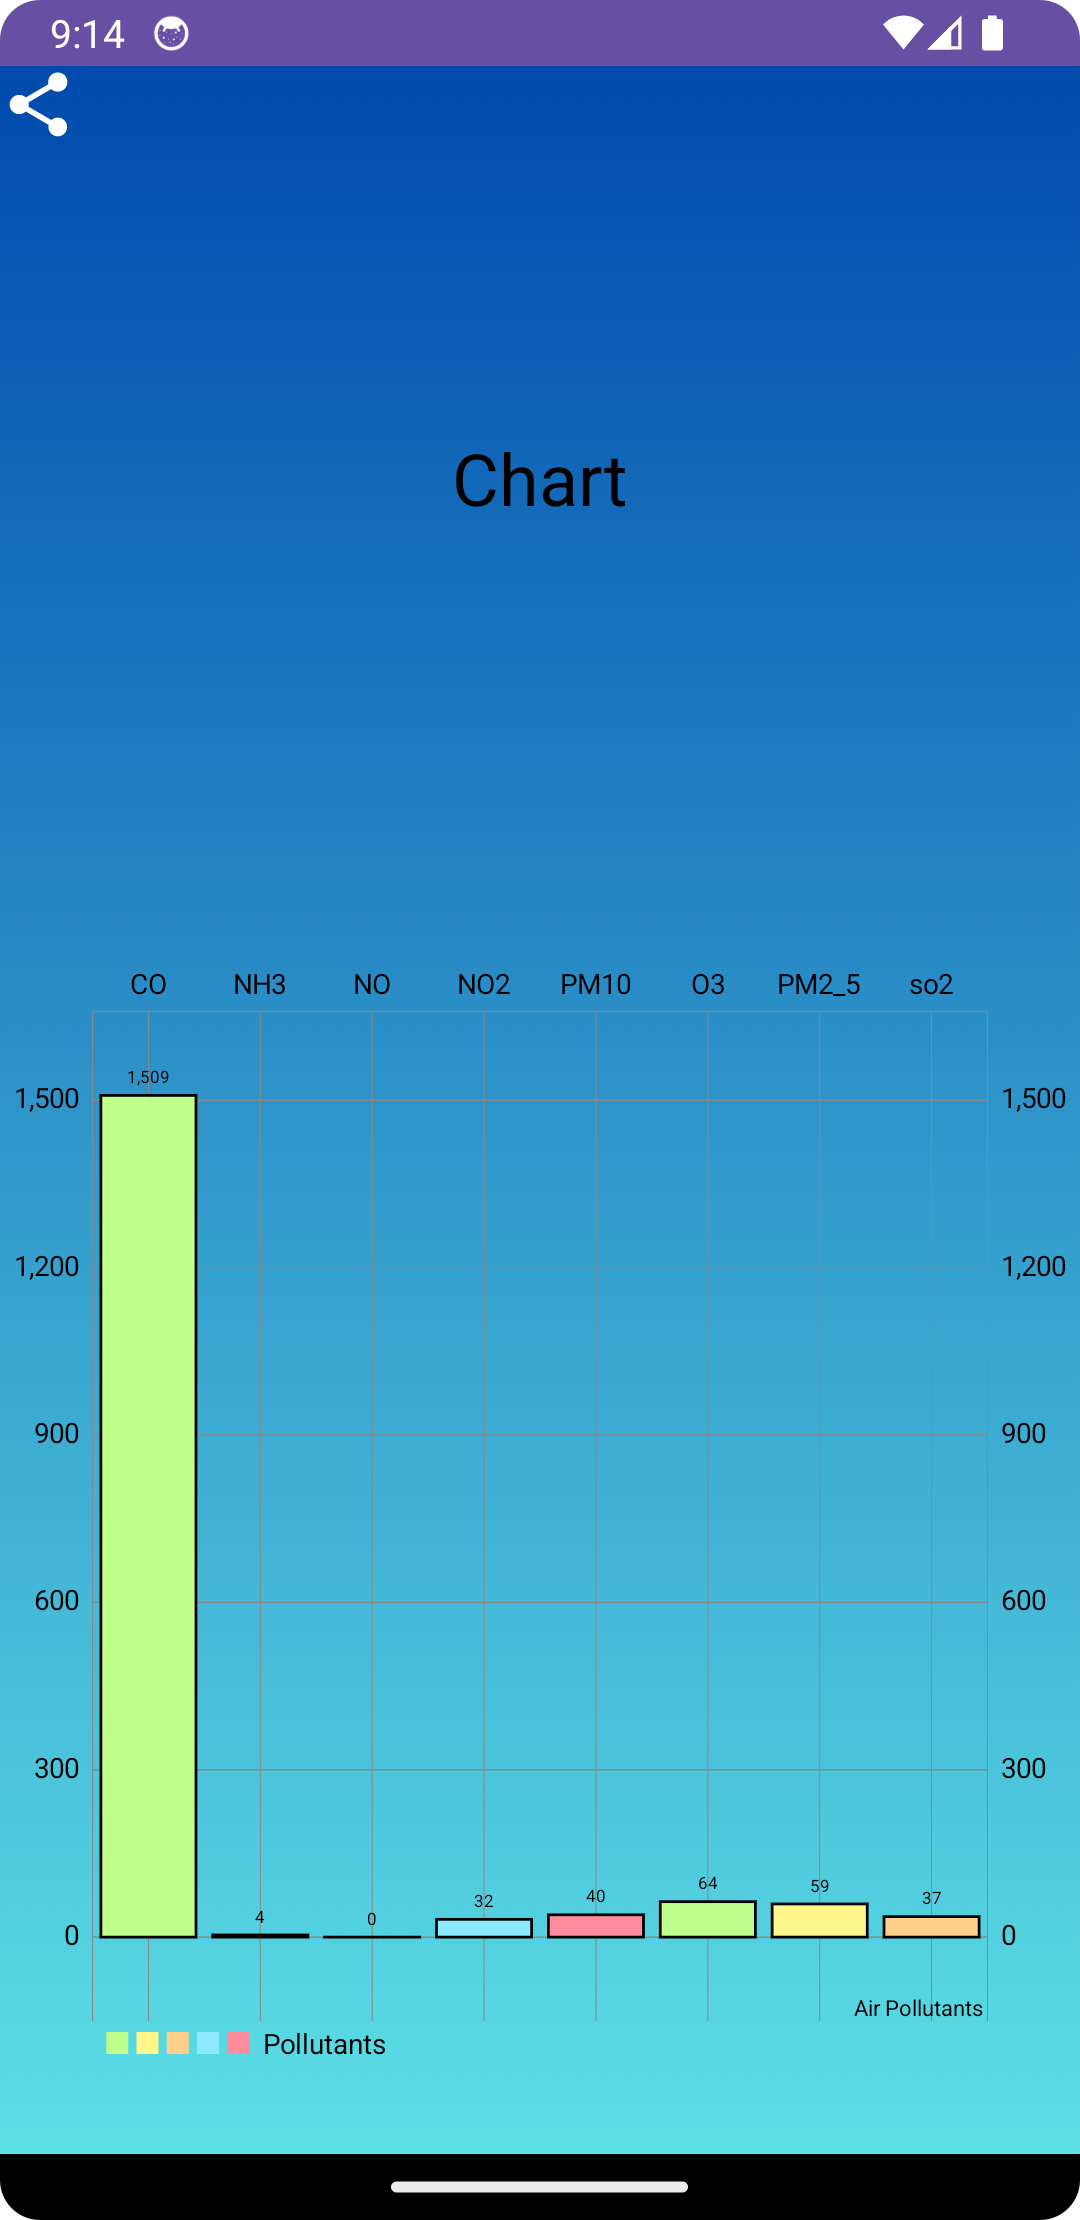 9:14
Chart
CO NH3 NO NO2 PM10 O3 PM2_5 so2
1,509
1,500 1,500
1,200 1,200
900 900
600 600
300 300
4 0 32 40 64 59 37
0 0
Air Pollutants
Pollutants